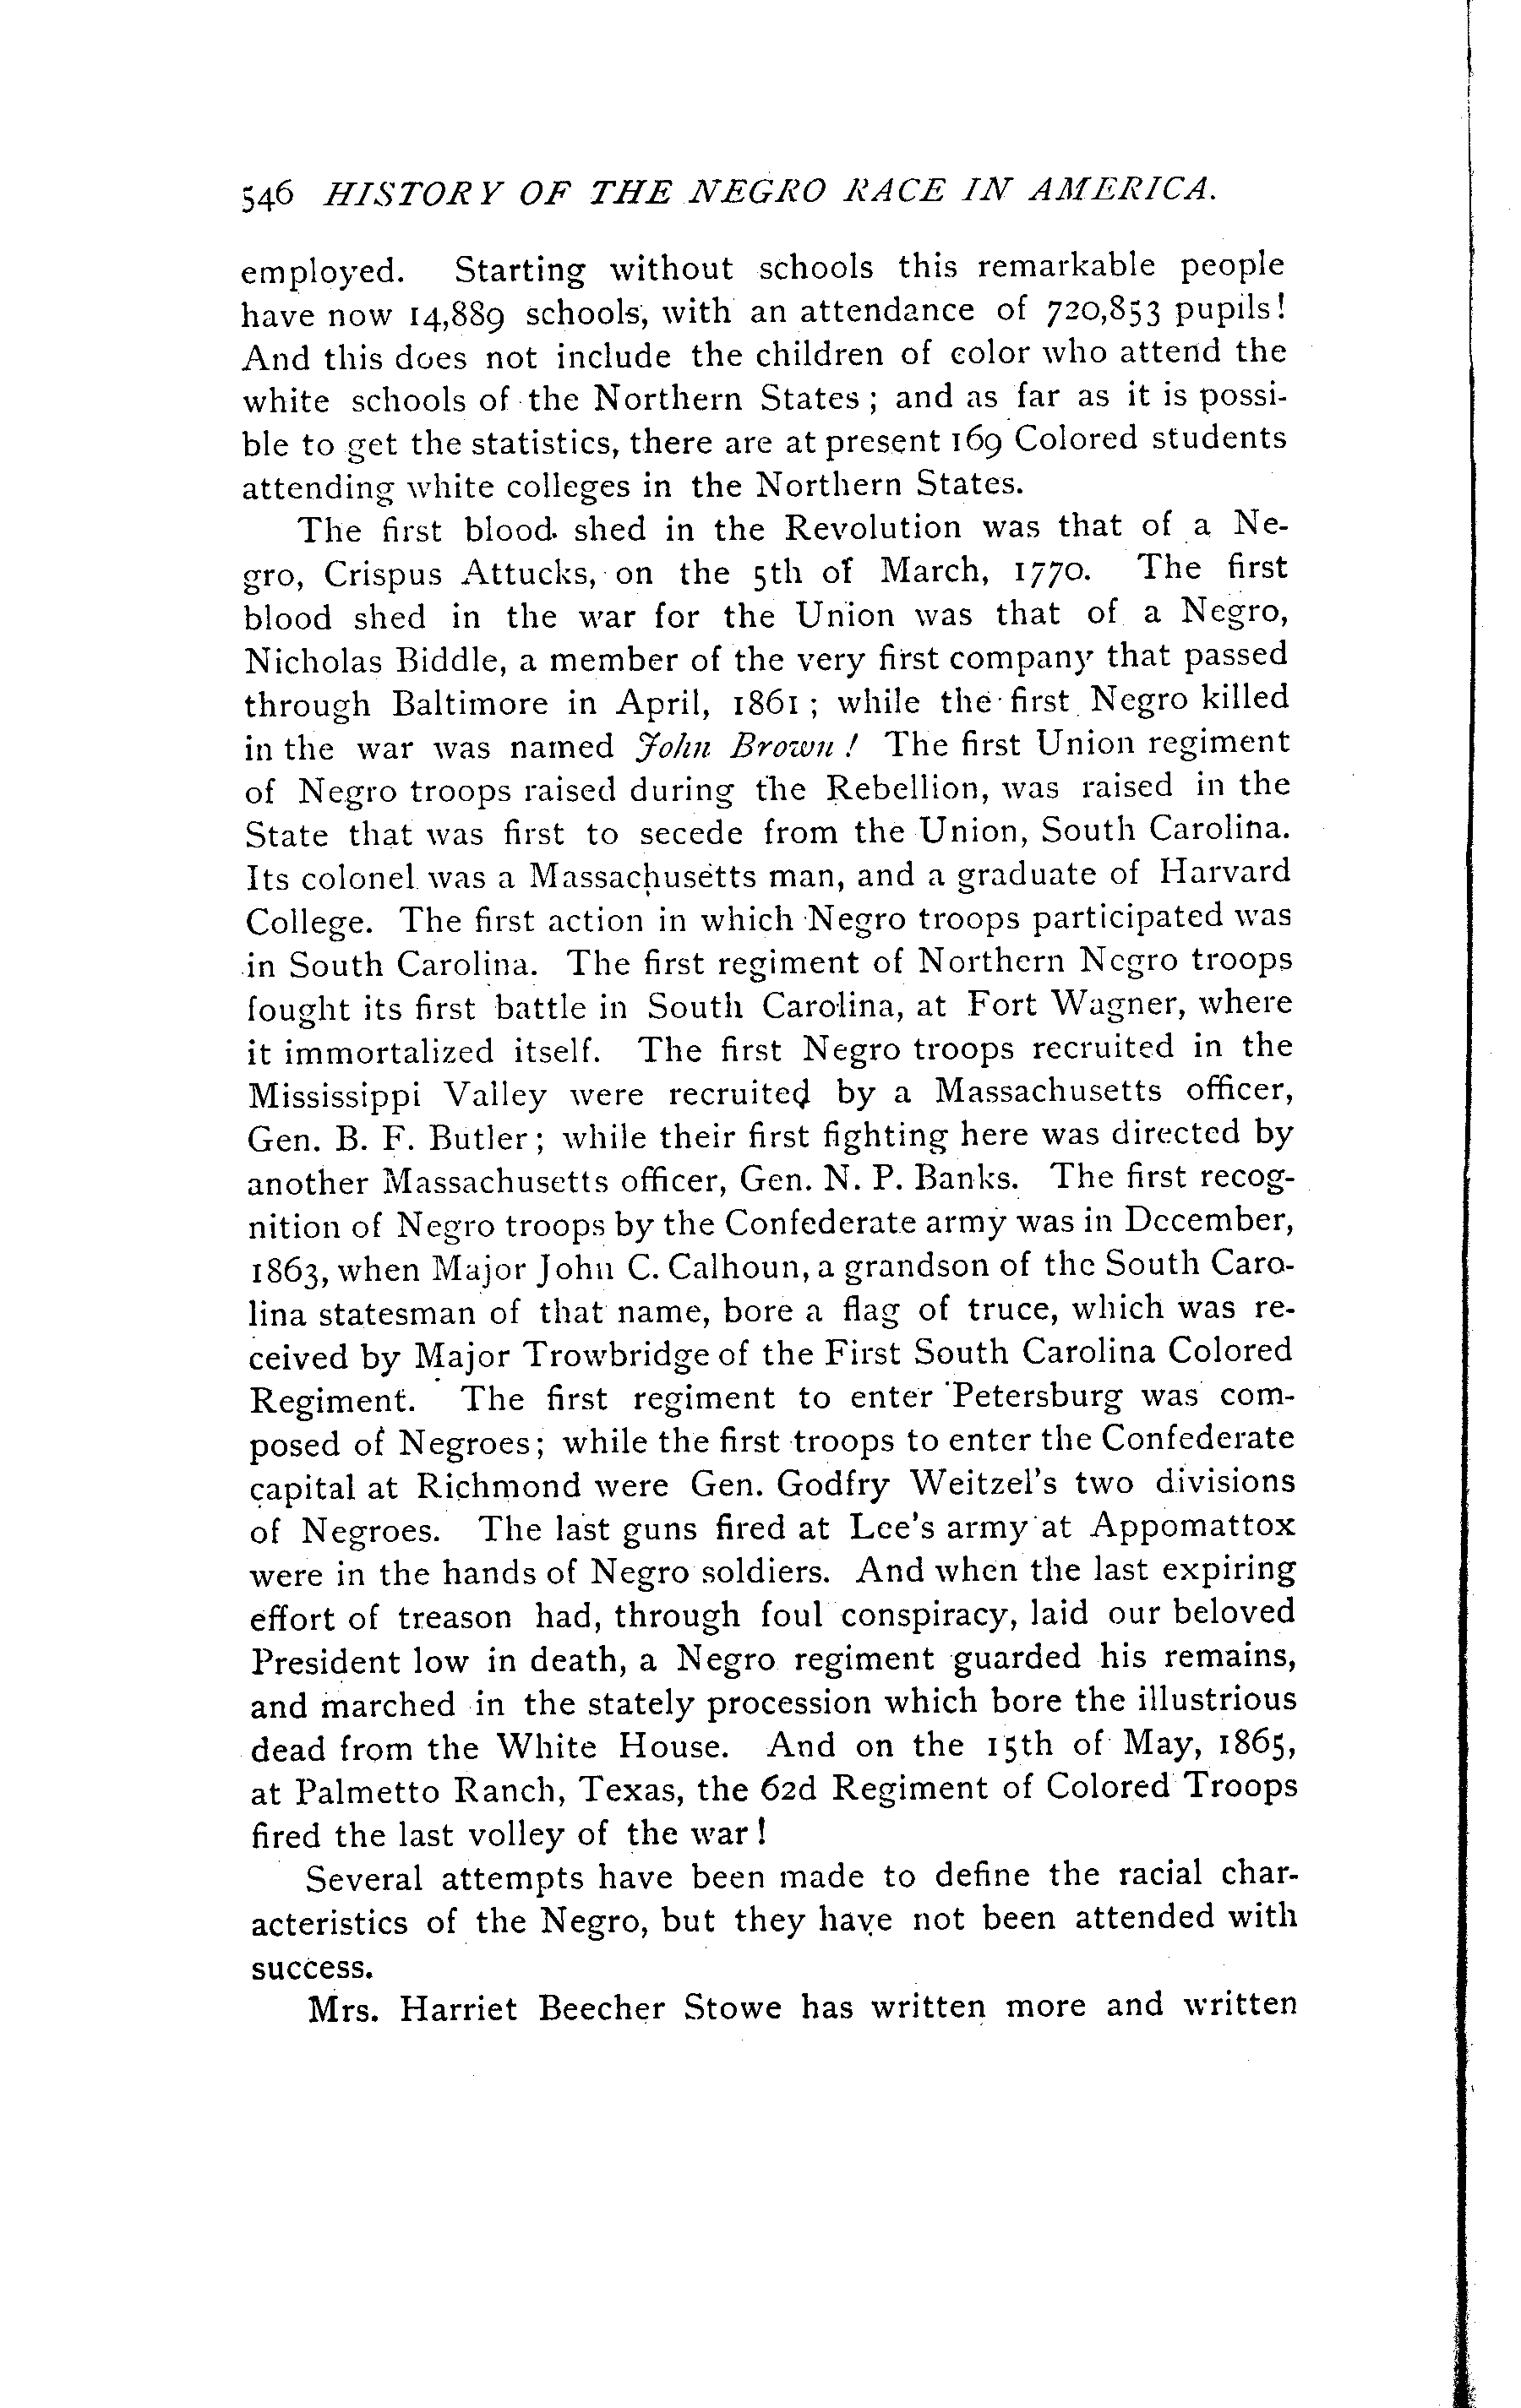 546 HISTORY OF THE NEGRO RACE IN AMERICA.
employed. Starting without schools this remarkable people
have now 14,889 schools, with an attendance of 720,853 pupils!
And this does not include the children of color who attend the
white schools of the Northern States; and as far as it is possi-
ble to get the statistics, there are at present 169 Colored students
attending white colleges in the Northern States.
The first blood shed in the Revolution was that of a Ne-
gro, Crispus Attucks, on the 5th of March, 1770. The first
blood shed in the war for the Union was that of a Negro,
Nicholas Biddle, a member of the very first company that passed
through Baltimore in April, 1861; while the first Negro killed
in the war was named John Brown! The first Union regiment
of Negro troops raised during the Rebellion, was raised in the
State that was first to secede from the Union, South Carolina.
Its colonel was a Massachusetts man, and a graduate of Harvard
College. The first action in which Negro troops participated was
in South Carolina. The first regiment of Northern Negro troops
fought its first battle in South Carolina, at Fort Wagner, where
it immortalized itself. The first Negro troops recruited in the
Mississippi Valley were recruited by a Massachusetts officer,
Gen. B. F. Butler; while their first fighting here was directed by
another Massachusetts officer, Gen. N. P. Banks. The first recog-
nition of Negro troops by the Confederate army was in December,
1863, when Major John C. Calhoun, a grandson of the South Caro-
lina statesman of that name, bore a flag of truce, which was re-
ceived by Major Trowbridge of the First South Carolina Colored
Regiment. The first regiment to enter Petersburg was com-
posed of Negroes; while the first troops to enter the Confederate
capital at Richmond were Gen. Godfry Weitzel's two divisions
of Negroes. The last guns fired at Lee's army at Appomattox
were in the hands of Negro soldiers. And when the last expiring
effort of treason had, through foul conspiracy, laid our beloved
President low in death, a Negro regiment guarded his remains,
and marched in the stately procession which bore the illustrious
dead from the White House. And on the 15th of May, 1865,
at Palmetto Ranch, Texas, the 62d Regiment of Colored Troops
fired the last volley of the war!
Several attempts have been made to define the racial char-
acteristics of the Negro, but they have not been attended with
success.
Mrs. Harriet Beecher Stowe has written more and written